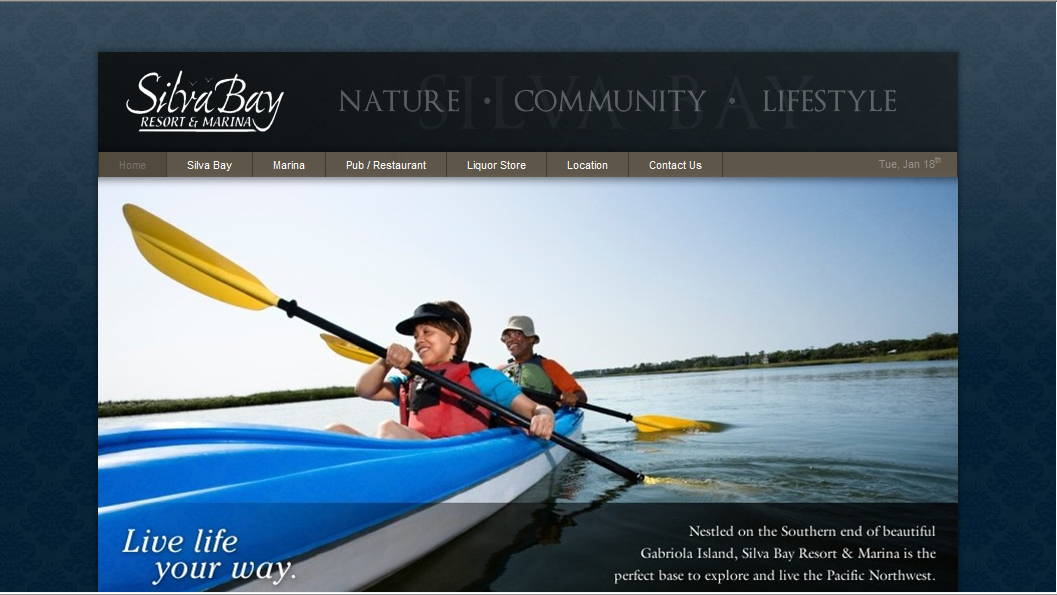 Silva Bay
RESORT & MARINA
SILVA BAY
NATURE • COMMUNITY • LIFESTYLE
Home Silva Bay Marina Pub / Restaurant Liquor Store Location Contact Us Tue, Jan 18th
Live life
your way.
Nestled on the Southern end of beautiful
Gabriola Island, Silva Bay Resort & Marina is the
perfect base to explore and live the Pacific Northwest.